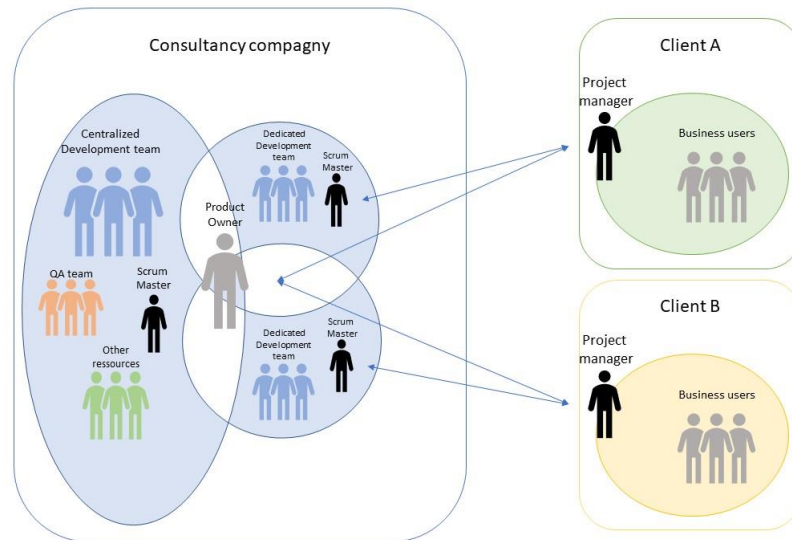 Consultancy compagny
Centralized
Development team
QA team
Scrum
Master
Other
ressources
Product
Owner
Dedicated
Development
team
Scrum
Master
Dedicated
Development
team
Scrum
Master
Client A
Project
manager
Business users
Client B
Project
manager
Business users